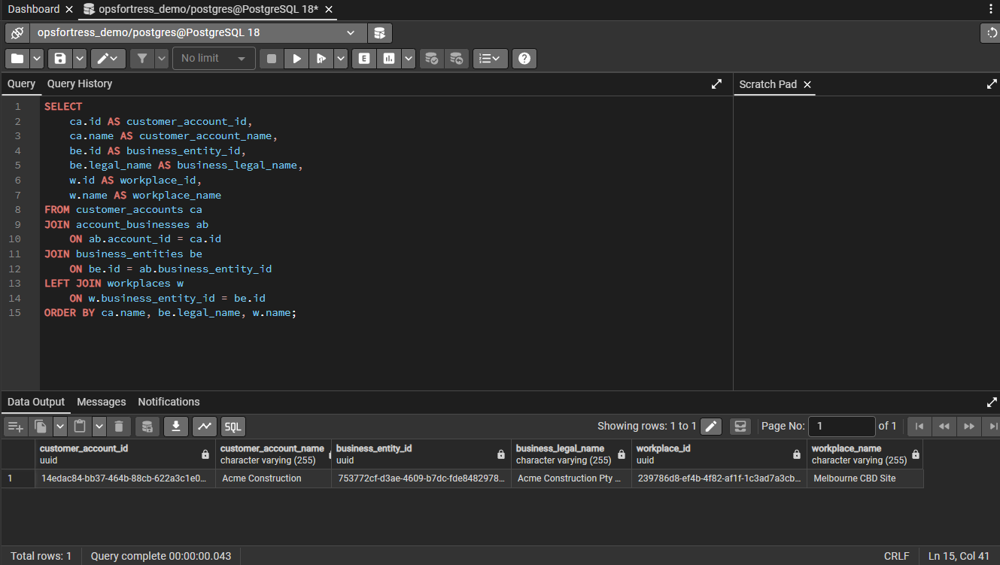 Dashboard
opsfortress_demo/postgres@PostgreSQL 18*
opsfortress_demo/postgres@PostgreSQL 18
No limit
E
Query Query History
Scratch Pad
1 SELECT
2 ca.id AS customer_account_id,
3 ca.name AS customer_account_name,
4 be.id AS business_entity_id,
5 be.legal_name AS business_legal_name,
6 w.id AS workplace_id,
7 w.name AS workplace_name
8 FROM customer_accounts ca
9 JOIN account_businesses ab
10 ON ab.account_id = ca.id
11 JOIN business_entities be
12 ON be.id = ab.business_entity_id
13 LEFT JOIN workplaces w
14 ON w.business_entity_id = be.id
15 ORDER BY ca.name, be.legal_name, w.name;
Data Output Messages Notifications
SQL
Showing rows: 1 to 1
Page No: 1 of 1
customer_account_id customer_account_name business_entity_id business_legal_name workplace_id workplace_name
uuid character varying (255) uuid character varying (255) uuid character varying (255)
1 14edac84-bb37-464b-88cb-622a3c1e0... Acme Construction 753772cf-d3ae-4609-b7dc-fde8482978... Acme Construction Pty ... 239786d8-ef4b-4f82-af1f-1c3ad7a3cb... Melbourne CBD Site
Total rows: 1 Query complete 00:00:00.043 CRLF Ln 15, Col 41